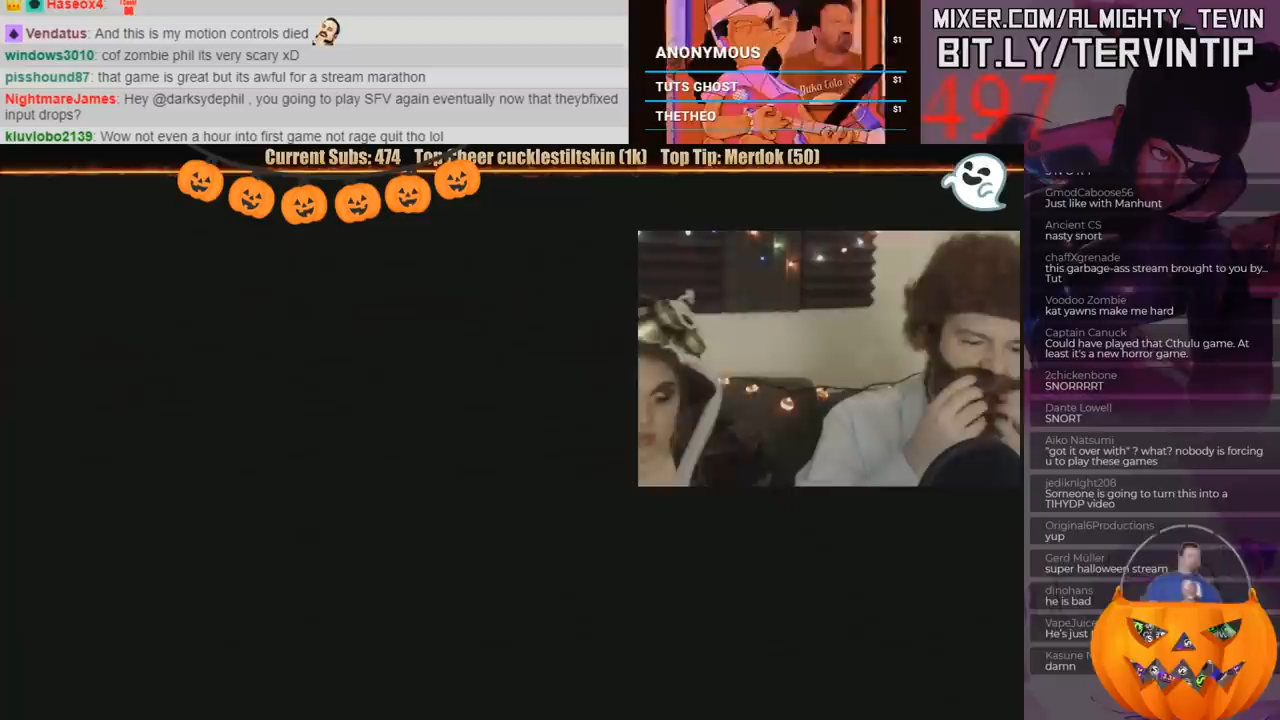 Haseox4:
Vendatus: And this is my motion controls died
windows3010: cof zombie phil its very scary xD
pisshound87: that game is great but its awful for a stream marathon
NightmareJames: Hey @darksydephil , you going to play SFV again eventually now that theybfixed
input drops?
kluvlobo2139: Wow not even a hour into first game not rage quit tho lol
ANONYMOUS $1
TUTS GHOST $1
THETHEO $1
Nuka Cola
MIXER.COM/ALMIGHTY_TEVIN
BIT.LY/TERVINTIP
497
Current Subs: 474 Top Cheer cucklestiltskin (1k) Top Tip: Merdok (50)
GmodCaboose56
Just like with Manhunt
Ancient CS
nasty snort
chaffXgrenade
this garbage-ass stream brought to you by...
Tut
Voodoo Zombie
kat yawns make me hard
Captain Canuck
Could have played that Cthulu game. At
least it's a new horror game.
2chickenbone
SNORRRRT
Dante Lowell
SNORT
Aiko Natsumi
"got it over with" ? what? nobody is forcing
u to play these games
jediknight208
Someone is going to turn this into a
TIHYDP video
Original6Productions
yup
Gerd Müller
super halloween stream
dinohans
he is bad
VapeJuice
He's just
Kasune
damn